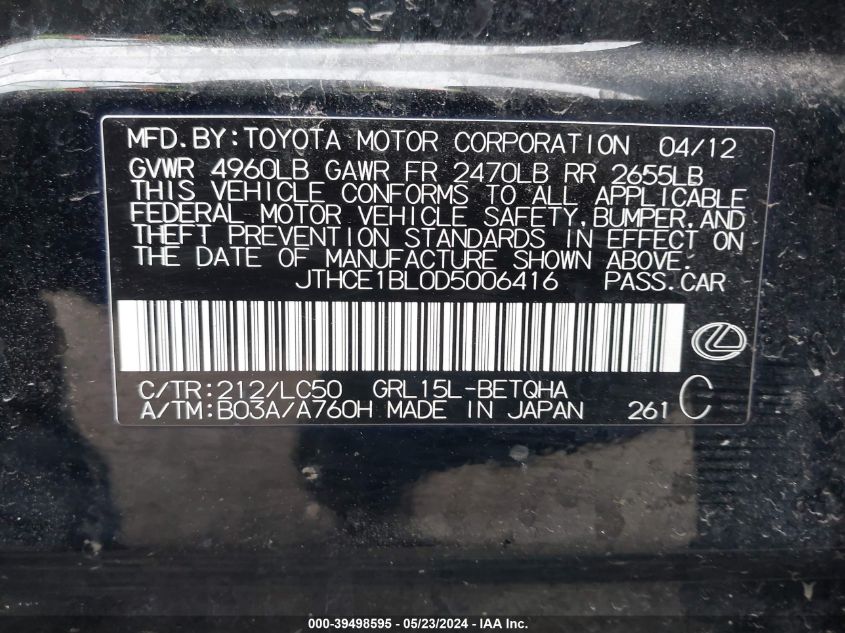 MFD.BY:TOYOTA MOTOR CORPORATION 04/12
GVWR 4960LB GAWR FR 2470LB RR 2655LB
THIS VEHICLE CONFORMS TO ALL APPLICABLE
FEDERAL MOTOR VEHICLE SAFETY,BUMPER,AND
THEFT PREVENTION STANDARDS IN EFFECT ON
THE DATE OF MANUFACTURE SHOWN ABOVE.
JTHCE1BL0D5006416 PASS.CAR
C/TR:212/LC50 GRL15L-BETQHA
A/TM:B03A/A760H MADE IN JAPAN 261 C
000-39498595 - 05/23/2024 - IAAI.com.